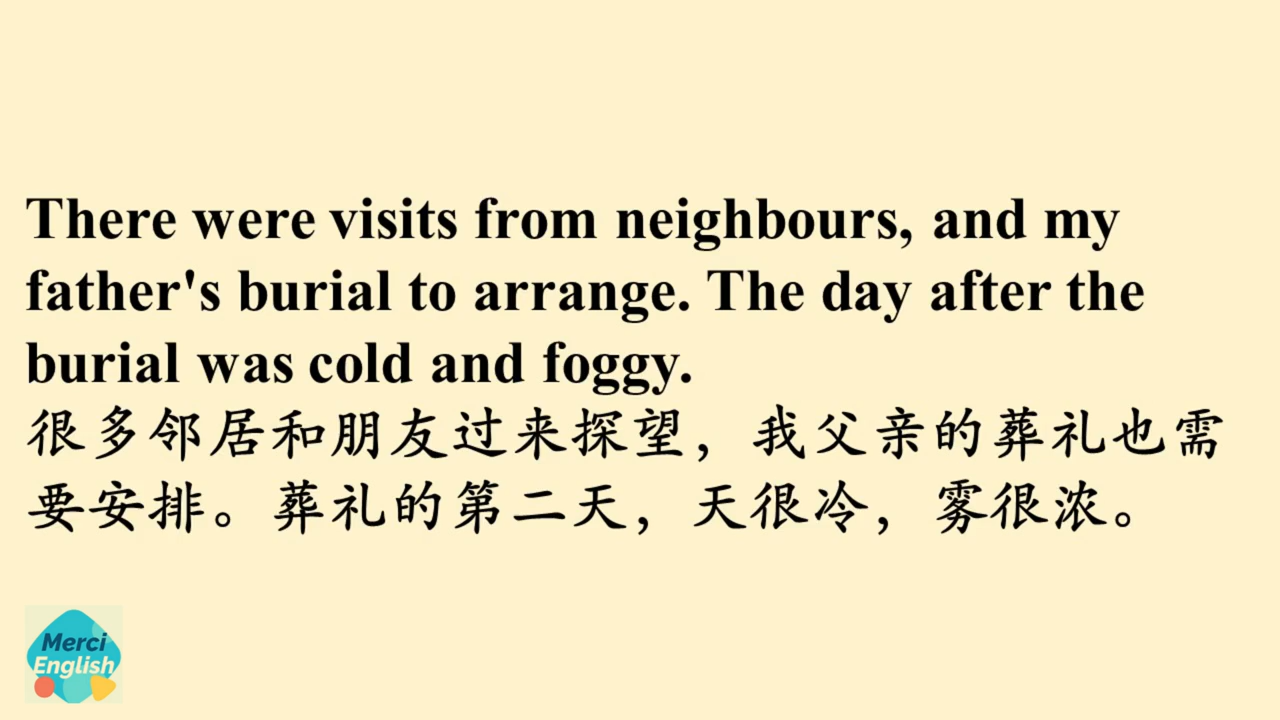 There were visits from neighbours, and my
father's burial to arrange. The day after the
burial was cold and foggy.
很多邻居和朋友过来探望，我父亲的葬礼也需
要安排。葬礼的第二天，天很冷，雾很浓。
Merci
English